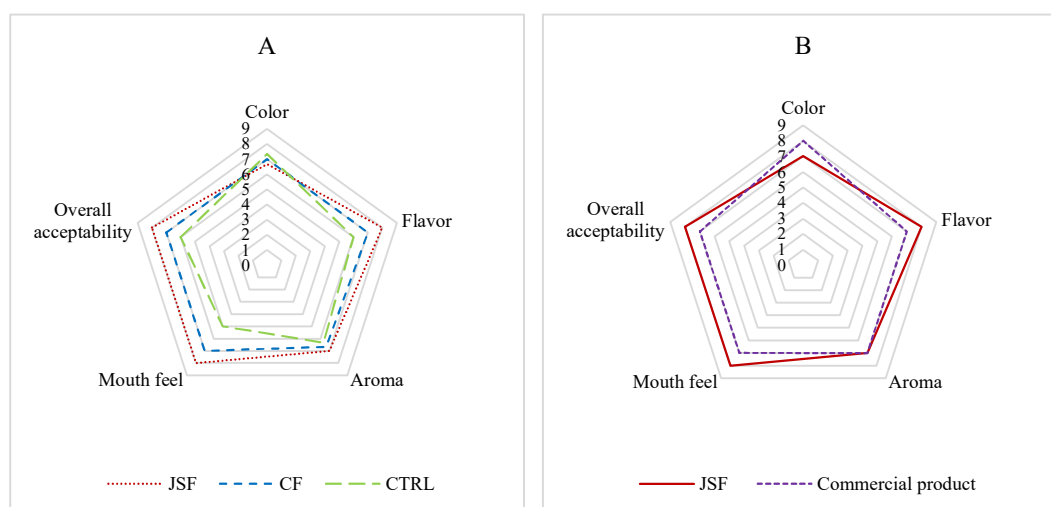 A
Color
9
8
7
6
5
4
3
2
1
0
Overall
acceptability
Flavor
Mouth feel
Aroma
JSF
CF
CTRL
B
Color
9
8
7
6
5
4
3
2
1
0
Overall
acceptability
Flavor
Mouth feel
Aroma
JSF
Commercial product